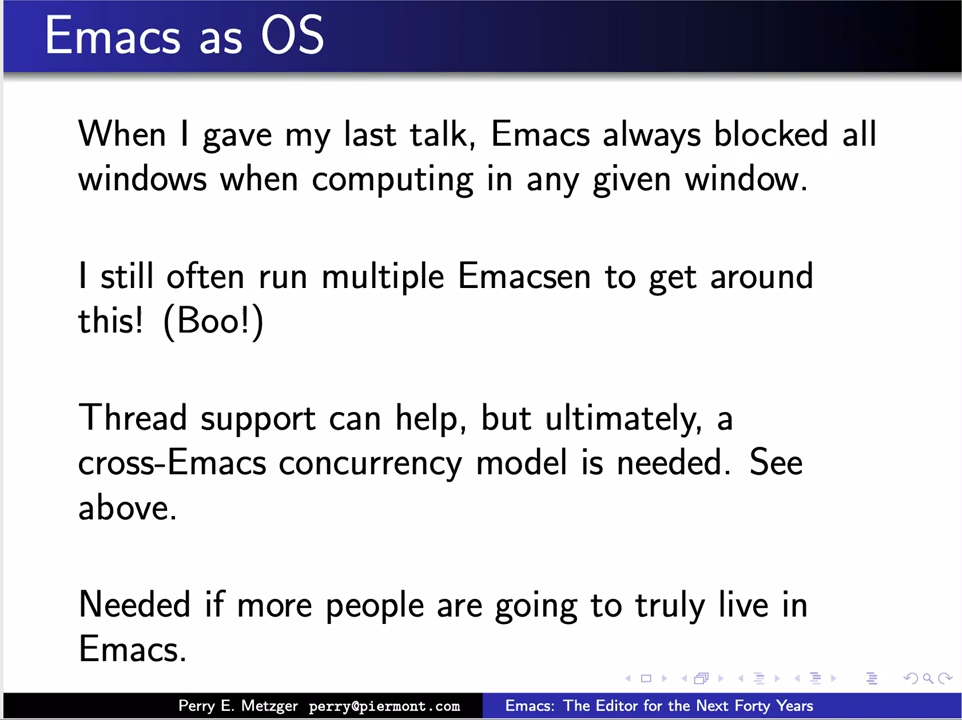 Emacs as OS
When I gave my last talk, Emacs always blocked all
windows when computing in any given window.
I still often run multiple Emacsen to get around
this! (Boo!)
Thread support can help, but ultimately, a
cross-Emacs concurrency model is needed. See
above.
Needed if more people are going to truly live in
Emacs.
Perry E. Metzger perry@piermont.com
Emacs: The Editor for the Next Forty Years